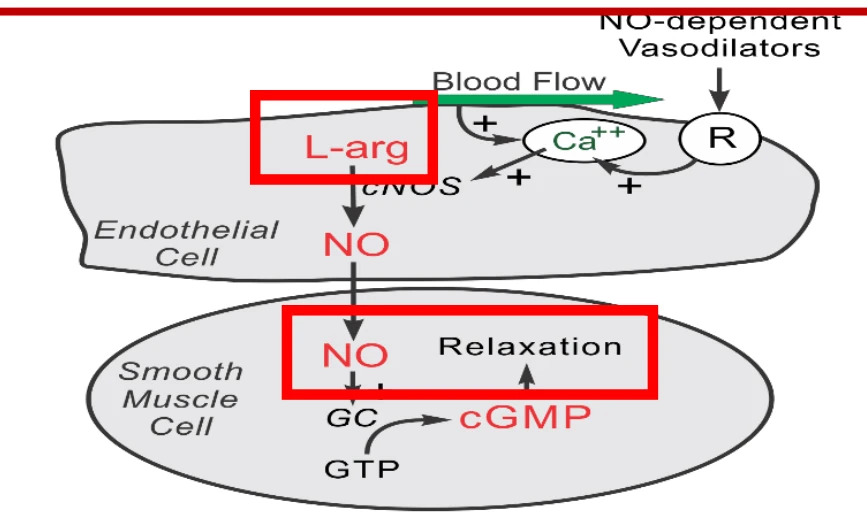 NO-dependent
Vasodilators
Blood Flow
+
Ca++
R
L-arg
cNOS
+
+
Endothelial
Cell
NO
NO
Relaxation
Smooth
Muscle
Cell
+
GC
cGMP
GTP